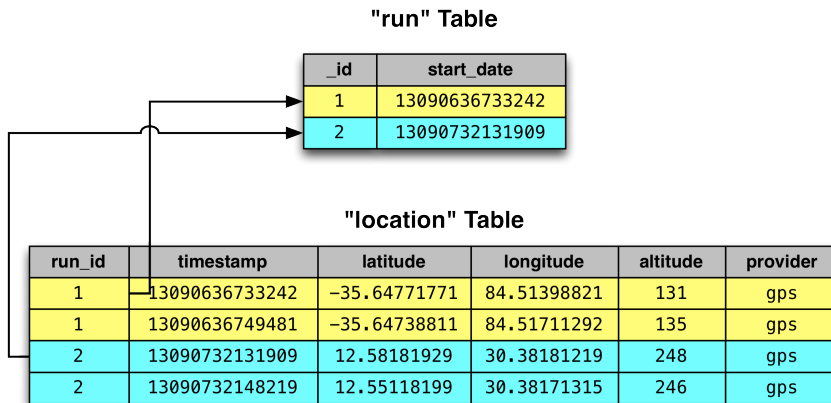 "run" Table
_id start_date
1 13090636733242
2 13090732131909
"location" Table
run_id timestamp latitude longitude altitude provider
1 13090636733242 -35.64771771 84.51398821 131 gps
1 13090636749481 -35.64738811 84.51711292 135 gps
2 13090732131909 12.58181929 30.38181219 248 gps
2 13090732148219 12.55118199 30.38171315 246 gps